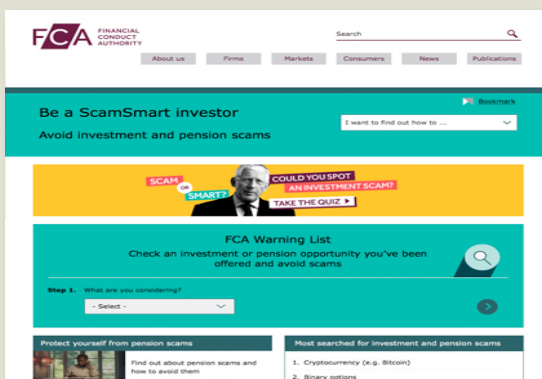 FCA FINANCIAL
CONDUCT
AUTHORITY
Search
About us Firms Markets Consumers News Publications
Bookmark
Be a ScamSmart investor
I want to find out how to ...
Avoid investment and pension scams
SCAM
OR
SMART?
COULD YOU SPOT
AN INVESTMENT SCAM?
TAKE THE QUIZ
FCA Warning List
Check an investment or pension opportunity you've been
offered and avoid scams
Step 1. What are you considering?
- Select -
Protect yourself from pension scams
Find out about pension scams and
how to avoid them
Most searched for investment and pension scams
1. Cryptocurrency (e.g. Bitcoin)
2. Binary options